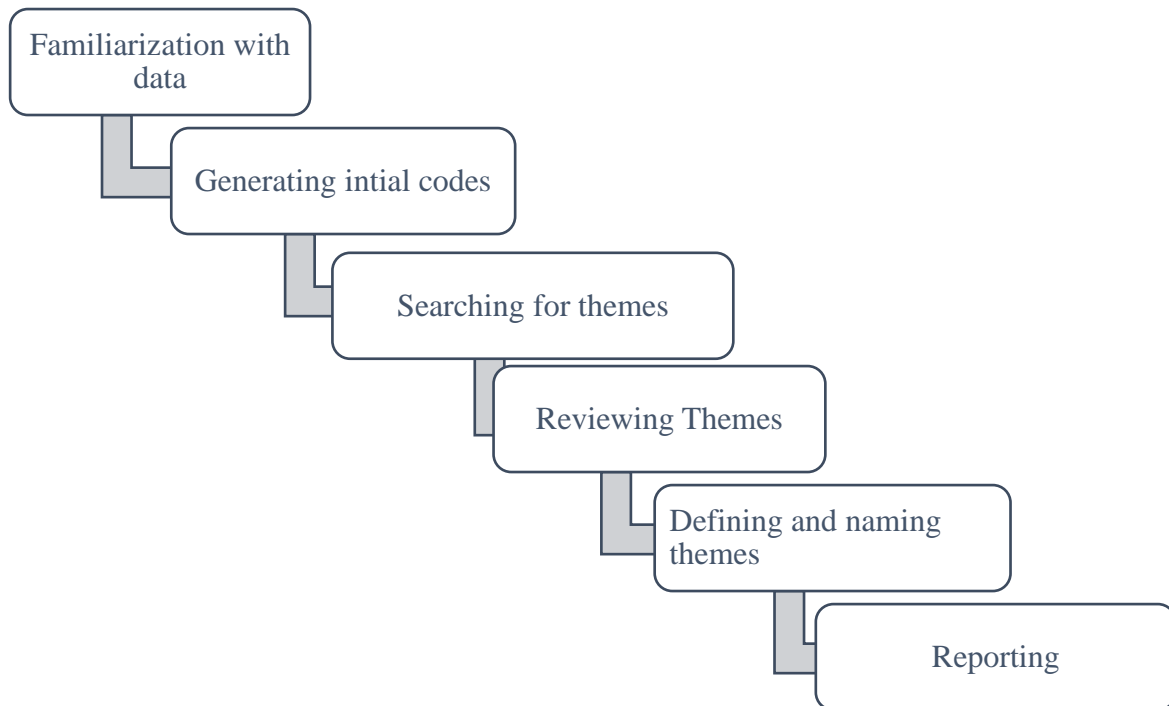 Familiarization with
data
Generating intial codes
Searching for themes
Reviewing Themes
Defining and naming
themes
Reporting